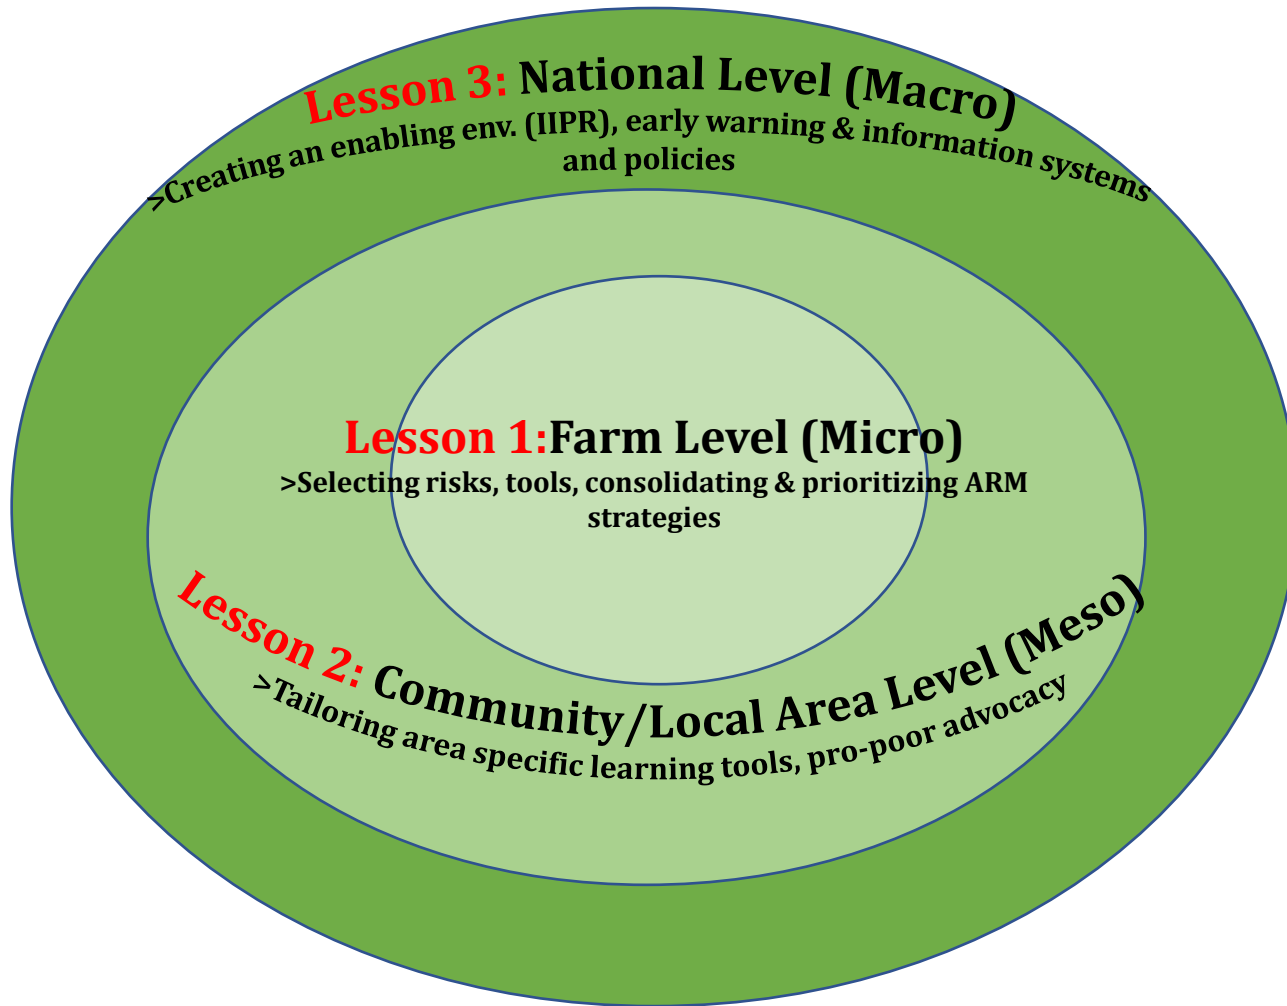 Lesson 3: National Level (Macro)
>Creating an enabling env. (IIPR), early warning & information systems
and policies
Lesson 1:Farm Level (Micro)
>Selecting risks, tools, consolidating & prioritizing ARM
strategies
Lesson 2: Community/Local Area Level (Meso)
>Tailoring area specific learning tools, pro-poor advocacy